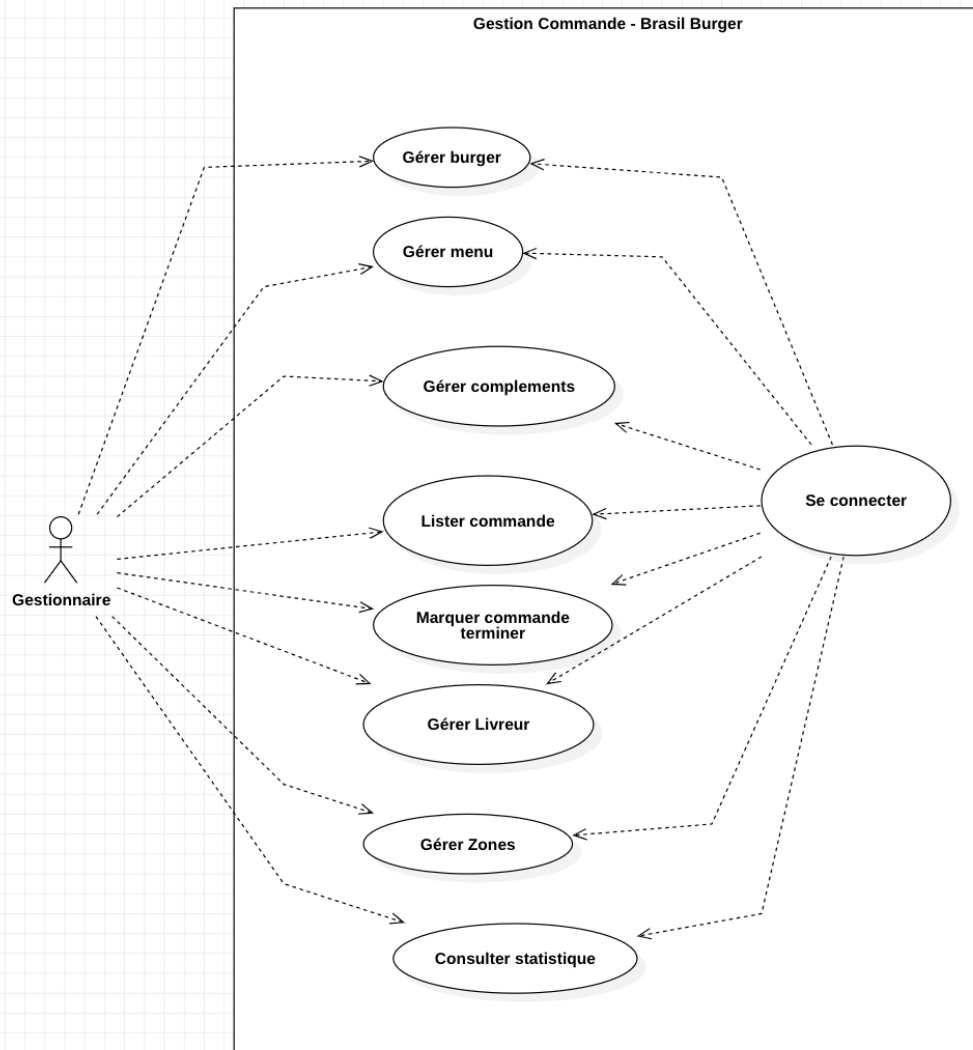 Gestion Commande - Brasil Burger
Gérer burger
Gérer menu
Gérer complements
Se connecter
Lister commande
Gestionnaire
Marquer commande
terminer
Gérer Livreur
Gérer Zones
Consulter statistique